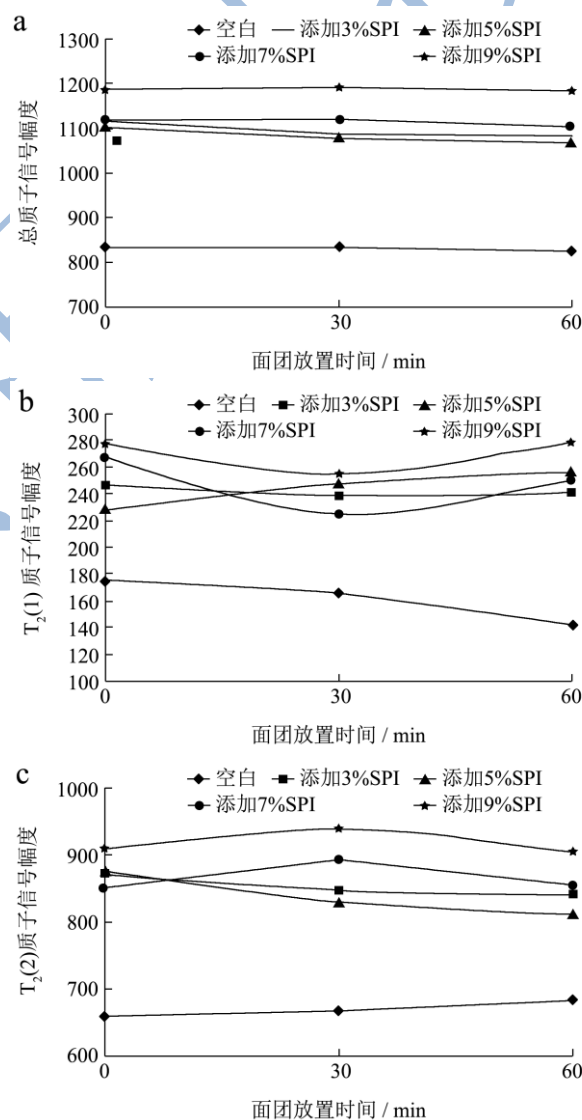 a
空白 添加3%SPI 添加5%SPI
添加7%SPI 添加9%SPI
1300
1200
1100
1000
900
800
700
总质子信号幅度
0 30 60
面团放置时间 / min
b
空白 添加3%SPI 添加5%SPI
添加7%SPI 添加9%SPI
300
280
260
240
220
200
180
160
140
120
100
T₂(1) 质子信号幅度
0 30 60
面团放置时间 / min
c
空白 添加3%SPI 添加5%SPI
添加7%SPI 添加9%SPI
1000
900
800
700
600
T₂(2)质子信号幅度
0 30 60
面团放置时间 / min